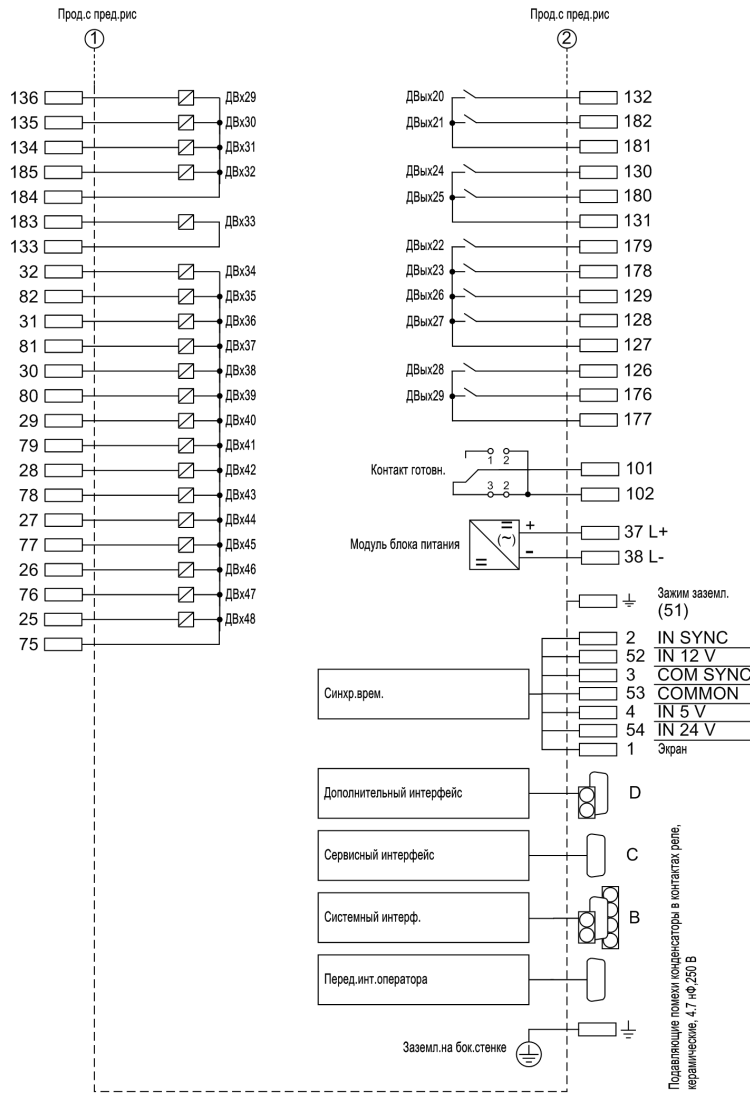 Прод.с пред.рис
1
136 ДВх29
135 ДВх30
134 ДВх31
185 ДВх32
184
183 ДВх33
133
32 ДВх34
82 ДВх35
31 ДВх36
81 ДВх37
30 ДВх38
80 ДВх39
29 ДВх40
79 ДВх41
28 ДВх42
78 ДВх43
27 ДВх44
77 ДВх45
26 ДВх46
76 ДВх47
25 ДВх48
75
Прод.с пред.рис
2
ДВых20 132
ДВых21 182
181
ДВых24 130
ДВых25 180
131
ДВых22 179
ДВых23 178
ДВых26 129
ДВых27 128
127
ДВых28 126
ДВых29 176
177
1 2
Контакт готовн. 101
3 2
102
Модуль блока питания = (~) = + 37 L+
- 38 L-
Зажим заземл.
(51)
2 IN SYNC
52 IN 12 V
3 COM SYNC
Синхр.врем. 53 COMMON
4 IN 5 V
54 IN 24 V
1 Экран
Дополнительный интерфейс D
Сервисный интерфейс C
Системный интерф. B
Перед.инт.оператора
Заземл.на бок.стенке
Подавляющие помехи конденсаторы в контактах реле,
керамические, 4.7 нФ,250 В